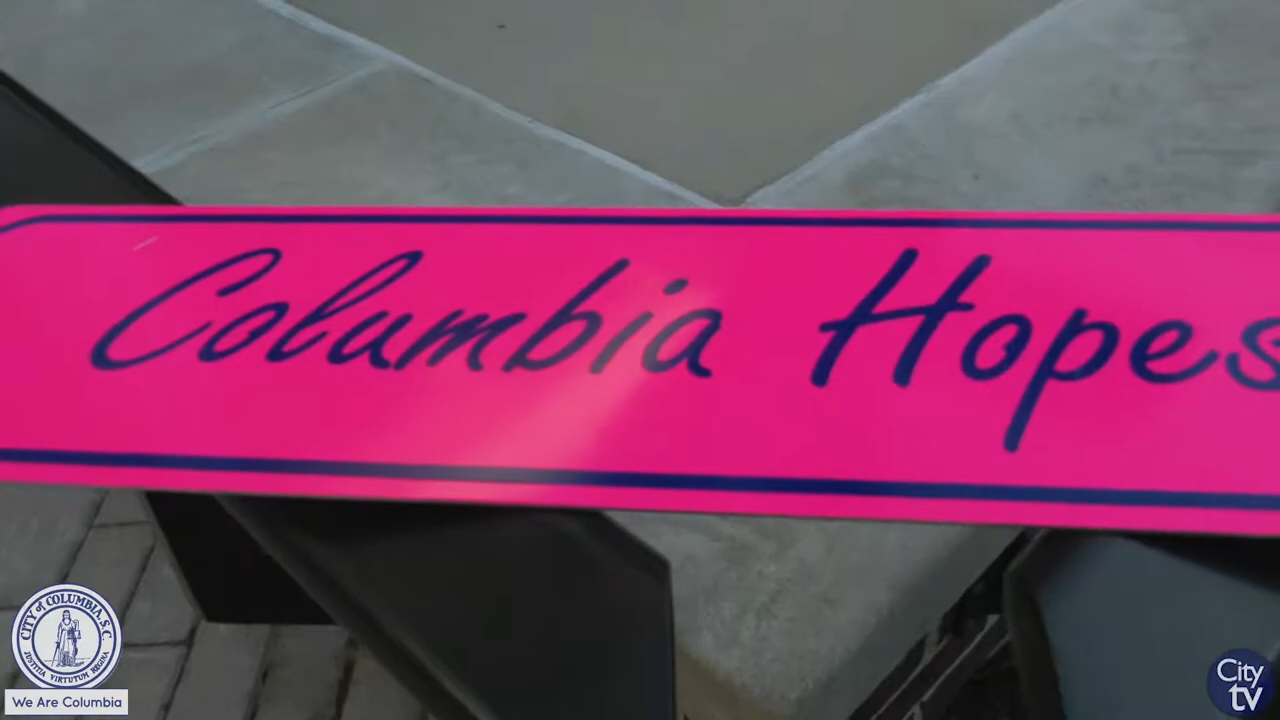 Columbia Hopes
CITY of COLUMBIA, S.C.
JUSTITIA VIRTUTUM REGINA
We Are Columbia
City
tv